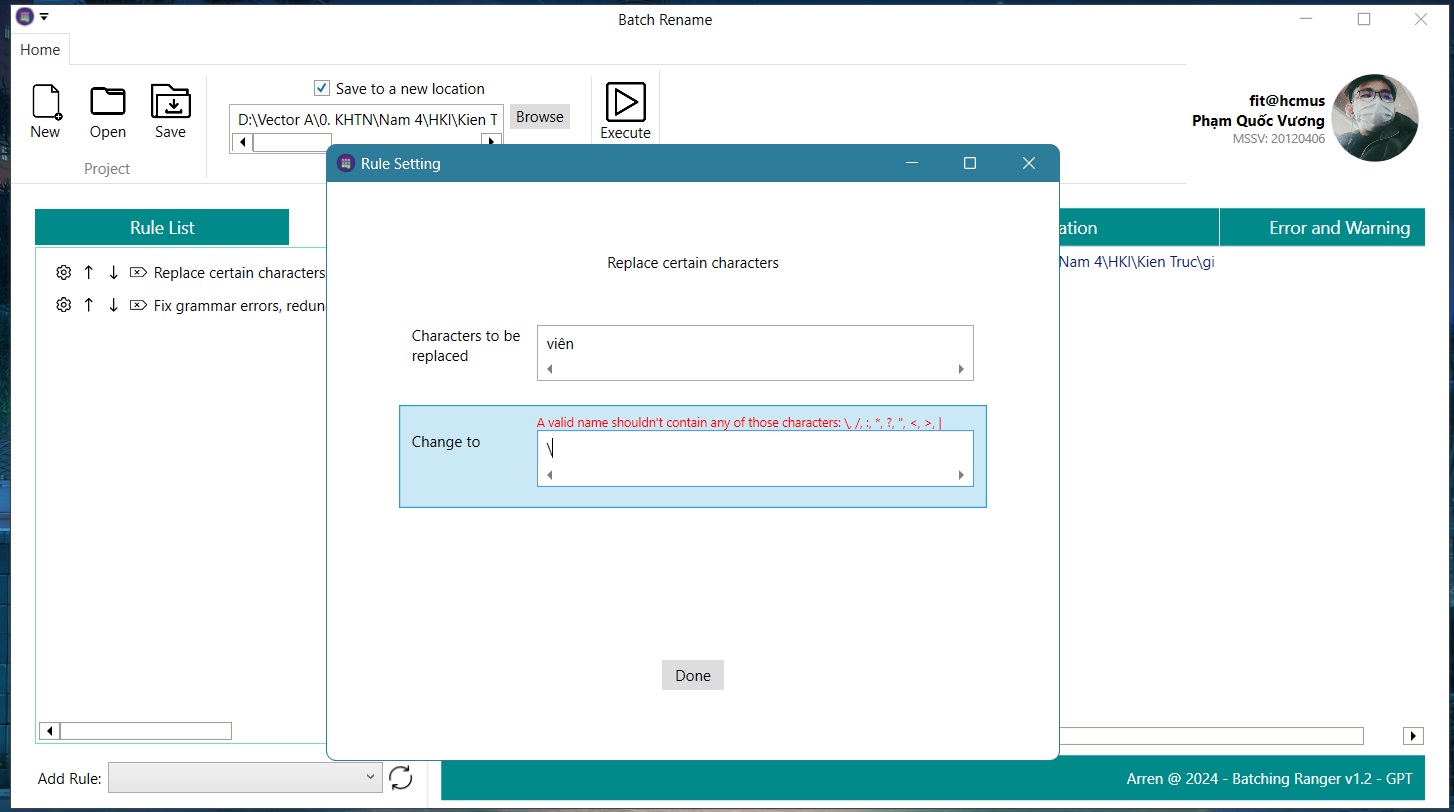 Batch Rename
Home
New
Open
Save
Project
Save to a new location
D:\Vector A\0. KHTN\Nam 4\HKI\Kien T
Browse
Execute
fit@hcmus
Phạm Quốc Vương
MSSV: 20120406
Rule Setting
Rule List
ation
Error and Warning
Replace certain characters
Nam 4\HKI\Kien Truc\gi
Fix grammar errors, redun
Replace certain characters
Characters to be
replaced
viên
A valid name shouldn't contain any of those characters: \, /, :, *, ?, ", <, >, |
Change to
\
Done
Add Rule:
Arren @ 2024 - Batching Ranger v1.2 - GPT